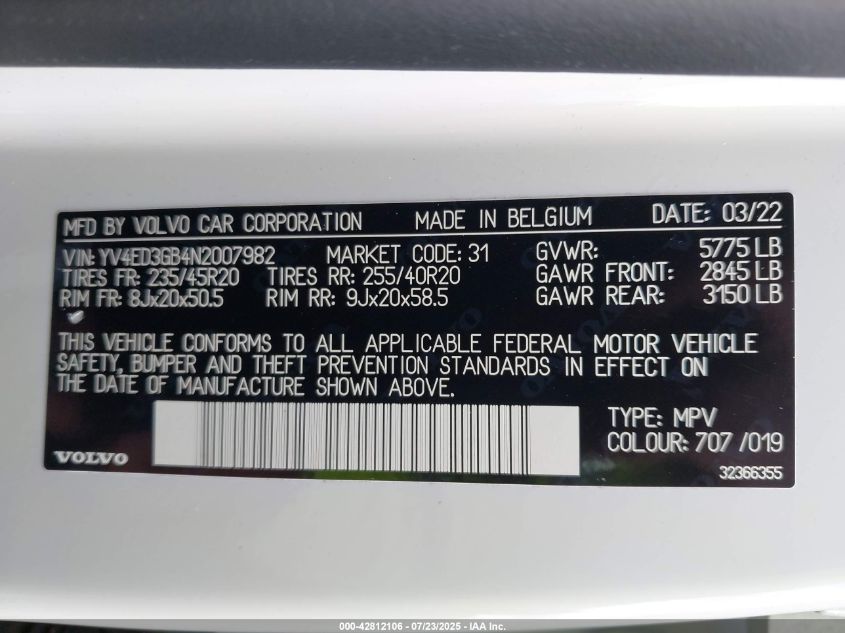 MFD BY VOLVO CAR CORPORATION MADE IN BELGIUM DATE: 03/22
VIN: YV4ED3GB4N2007982 MARKET CODE: 31 GVWR: 5775 LB
TIRES FR: 235/45R20 TIRES RR: 255/40R20 GAWR FRONT: 2845 LB
RIM FR: 8Jx20x50.5 RIM RR: 9Jx20x58.5 GAWR REAR: 3150 LB
THIS VEHICLE CONFORMS TO ALL APPLICABLE FEDERAL MOTOR VEHICLE
SAFETY, BUMPER AND THEFT PREVENTION STANDARDS IN EFFECT ON
THE DATE OF MANUFACTURE SHOWN ABOVE.
TYPE: MPV
COLOUR: 707 /019
VOLVO
32366355
000-42812106 - 07/23/2025 - IAA Inc.